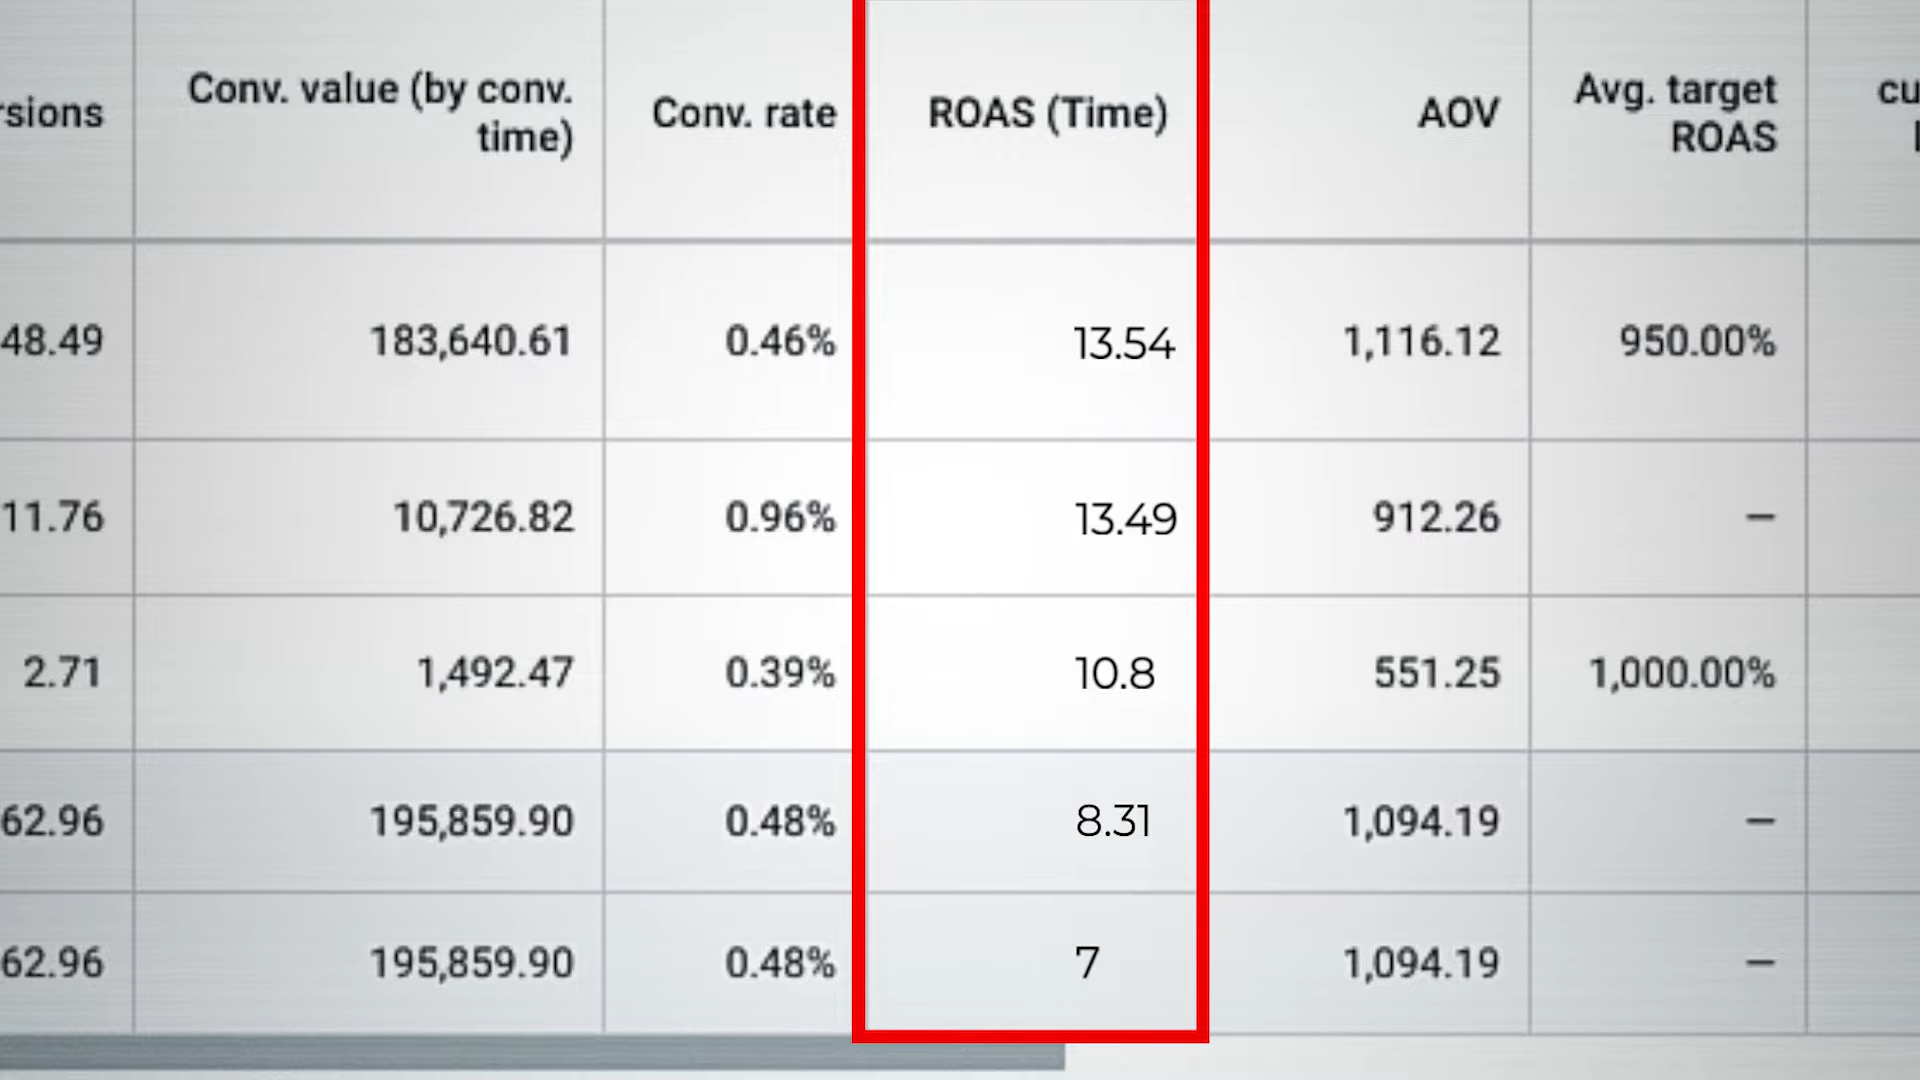 rsions Conv. value (by conv. time) Conv. rate ROAS (Time) AOV Avg. target ROAS cu
48.49 183,640.61 0.46% 13.54 1,116.12 950.00%
11.76 10,726.82 0.96% 13.49 912.26 —
2.71 1,492.47 0.39% 10.8 551.25 1,000.00%
62.96 195,859.90 0.48% 8.31 1,094.19 —
62.96 195,859.90 0.48% 7 1,094.19 —